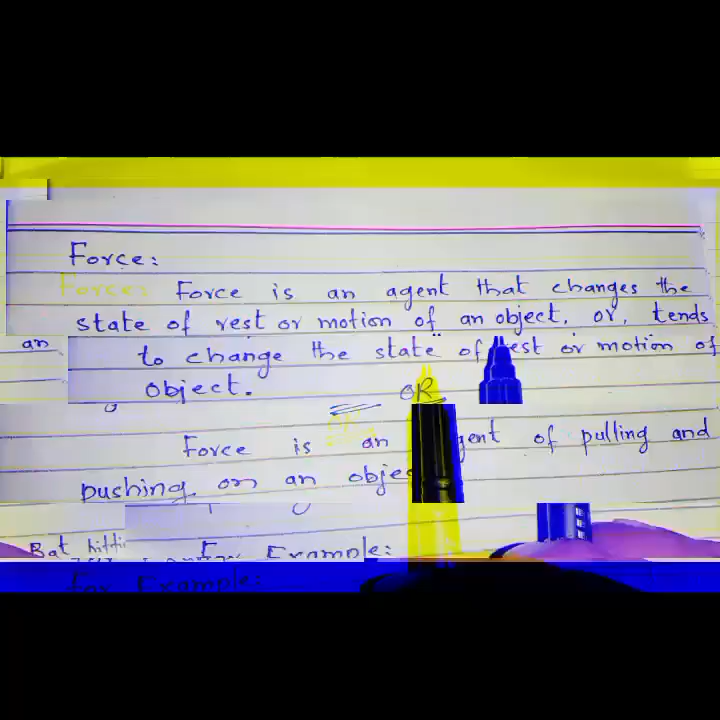 Force:
Force: Force is an agent that changes the
state of rest or motion of an object. or, tends
an to change the state of rest or motion of
object. OR
Force is an agent of pulling and
pushing on an objec
Bat hitti For Example:
For Example: